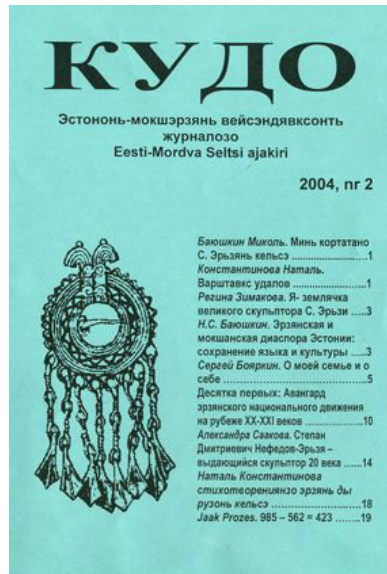 КУДО
Эстононь-мокшэрзянь вейсэндявксонть
журналозо
Eesti-Mordva Seltsi ajakiri
2004, nr 2
Баюшкин Миколь. Минь кортатано
С. Эрьзянь кельсэ ........................1
Константинова Наталь.
Варштавкс удалов ....................1
Регина Зимакова. Я- землячка
великого скульптора С. Эрьзи ....3
Н.С. Баюшкин. Эрзянская и
мокшанская диаспора Эстонии:
сохранение языка и культуры ....3
Сергей Бояркин. О моей семье и о
себе ..........................................5
Десятка первых: Авангард
эрзянского национального движения
на рубеже XX-XXI веков ............10
Александра Саакова. Степан
Дмитриевич Нефедов-Эрьзя –
выдающийся скульптор 20 века ....14
Наталь Константинова
стихотворениянзо эрзянь ды
рузонь кельсэ ..........................18
Jaak Prozes. 985 – 562 = 423 .......19